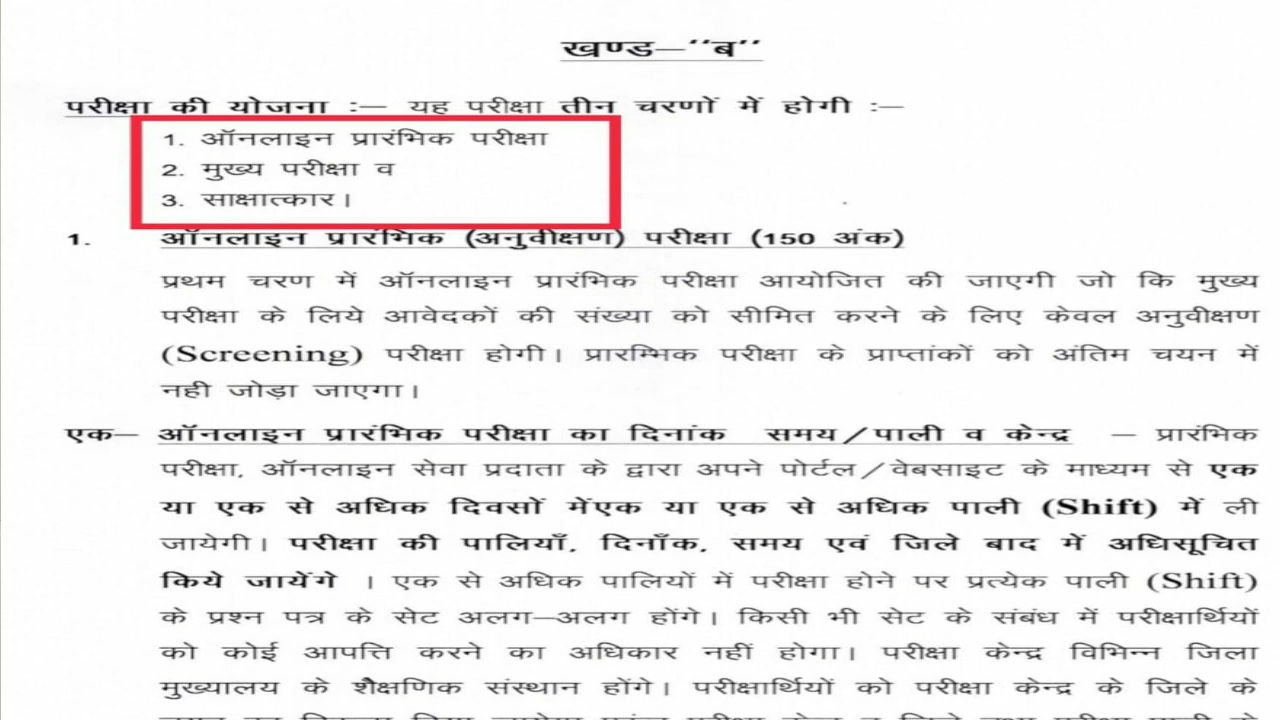 खण्ड–"ब"
परीक्षा की योजना :– यह परीक्षा तीन चरणों में होगी :–
1. ऑनलाइन प्रारंभिक परीक्षा
2. मुख्य परीक्षा व
3. साक्षात्कार।
1. ऑनलाइन प्रारंभिक (अनुवीक्षण) परीक्षा (150 अंक)
प्रथम चरण में ऑनलाइन प्रारंभिक परीक्षा आयोजित की जाएगी जो कि मुख्य
परीक्षा के लिये आवेदकों की संख्या को सीमित करने के लिए केवल अनुवीक्षण
(Screening) परीक्षा होगी। प्रारम्भिक परीक्षा के प्राप्तांकों को अंतिम चयन में
नही जोड़ा जाएगा।
एक– ऑनलाइन प्रारंभिक परीक्षा का दिनांक समय/पाली व केन्द्र – प्रारंभिक
परीक्षा, ऑनलाइन सेवा प्रदाता के द्वारा अपने पोर्टल/वेबसाइट के माध्यम से एक
या एक से अधिक दिवसों मेंएक या एक से अधिक पाली (Shift) में ली
जायेगी। परीक्षा की पालियाँ, दिनाँक, समय एवं जिले बाद में अधिसूचित
किये जायेंगे । एक से अधिक पालियों में परीक्षा होने पर प्रत्येक पाली (Shift)
के प्रश्न पत्र के सेट अलग–अलग होंगे। किसी भी सेट के संबंध में परीक्षार्थियों
को कोई आपत्ति करने का अधिकार नहीं होगा। परीक्षा केन्द्र विभिन्न जिला
मुख्यालय के शैक्षणिक संस्थान होंगे। परीक्षार्थियों को परीक्षा केन्द्र के जिले के